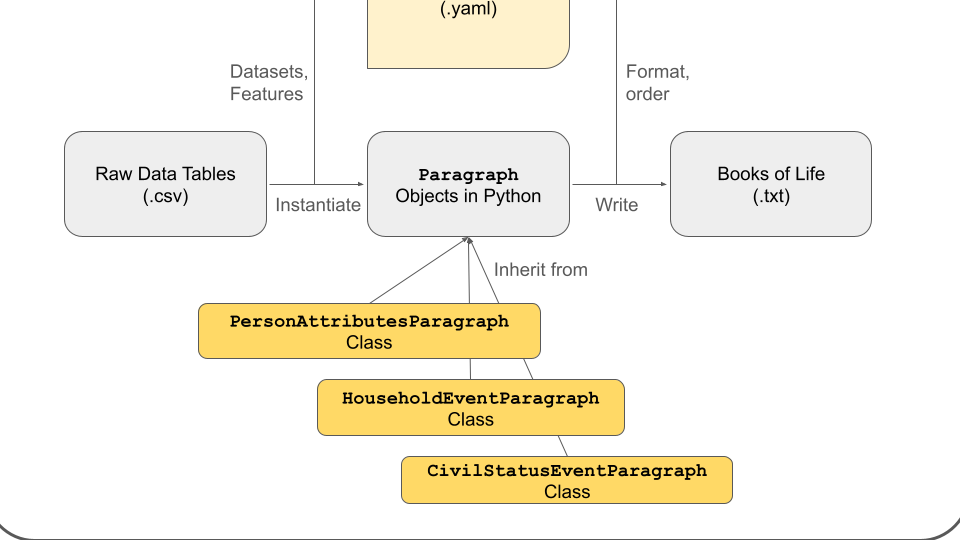 (.yaml)
Datasets,
Features
Format,
order
Raw Data Tables
(.csv)
Instantiate
Paragraph
Objects in Python
Write
Books of Life
(.txt)
Inherit from
PersonAttributesParagraph
Class
HouseholdEventParagraph
Class
CivilStatusEventParagraph
Class